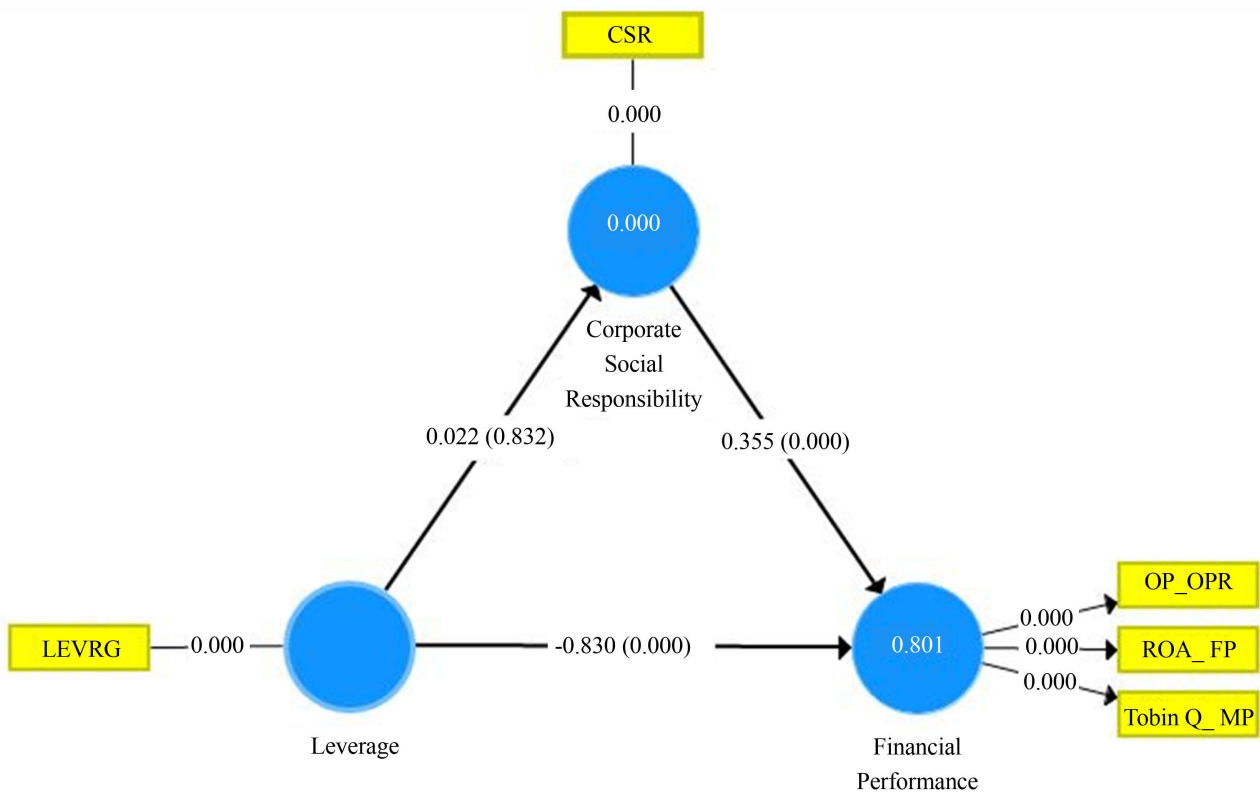 CSR
0.000
0.000
Corporate
Social
Responsibility
0.022 (0.832)
0.355 (0.000)
OP_OPR
0.000
LEVRG
0.000
-0.830 (0.000)
0.801
0.000
ROA_ FP
0.000
Tobin Q_ MP
Leverage
Financial
Performance